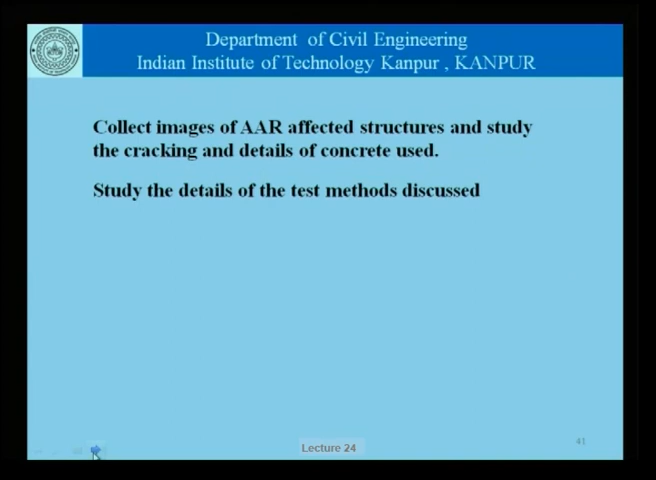 Department of Civil Engineering
Indian Institute of Technology Kanpur , KANPUR
Collect images of AAR affected structures and study
the cracking and details of concrete used.
Study the details of the test methods discussed
Lecture 24
41